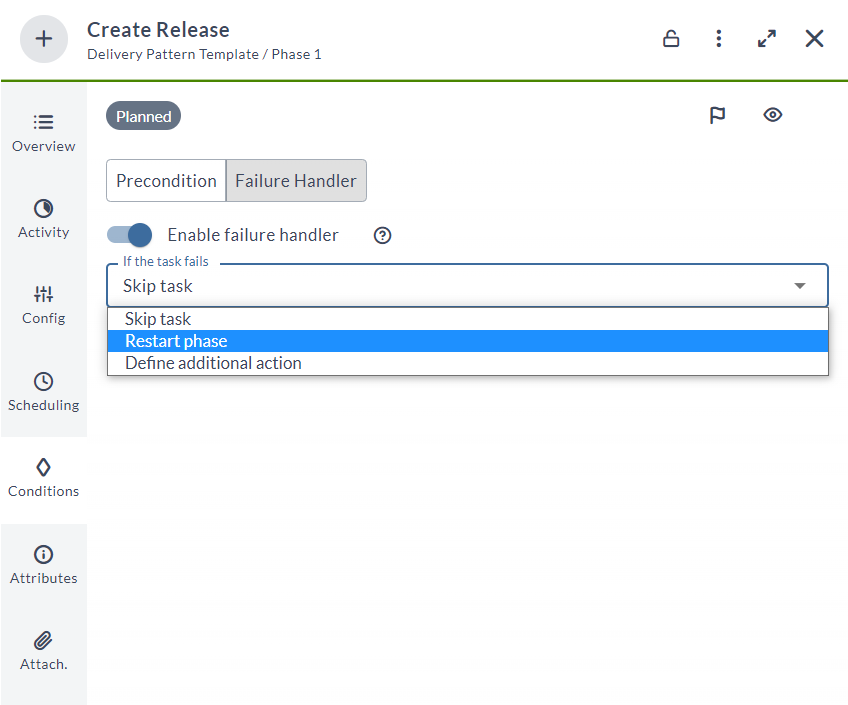 Create Release
Delivery Pattern Template / Phase 1
Planned
Overview
Precondition
Failure Handler
Activity
Enable failure handler
If the task fails
Skip task
Config
Skip task
Restart phase
Define additional action
Scheduling
Conditions
Attributes
Attach.